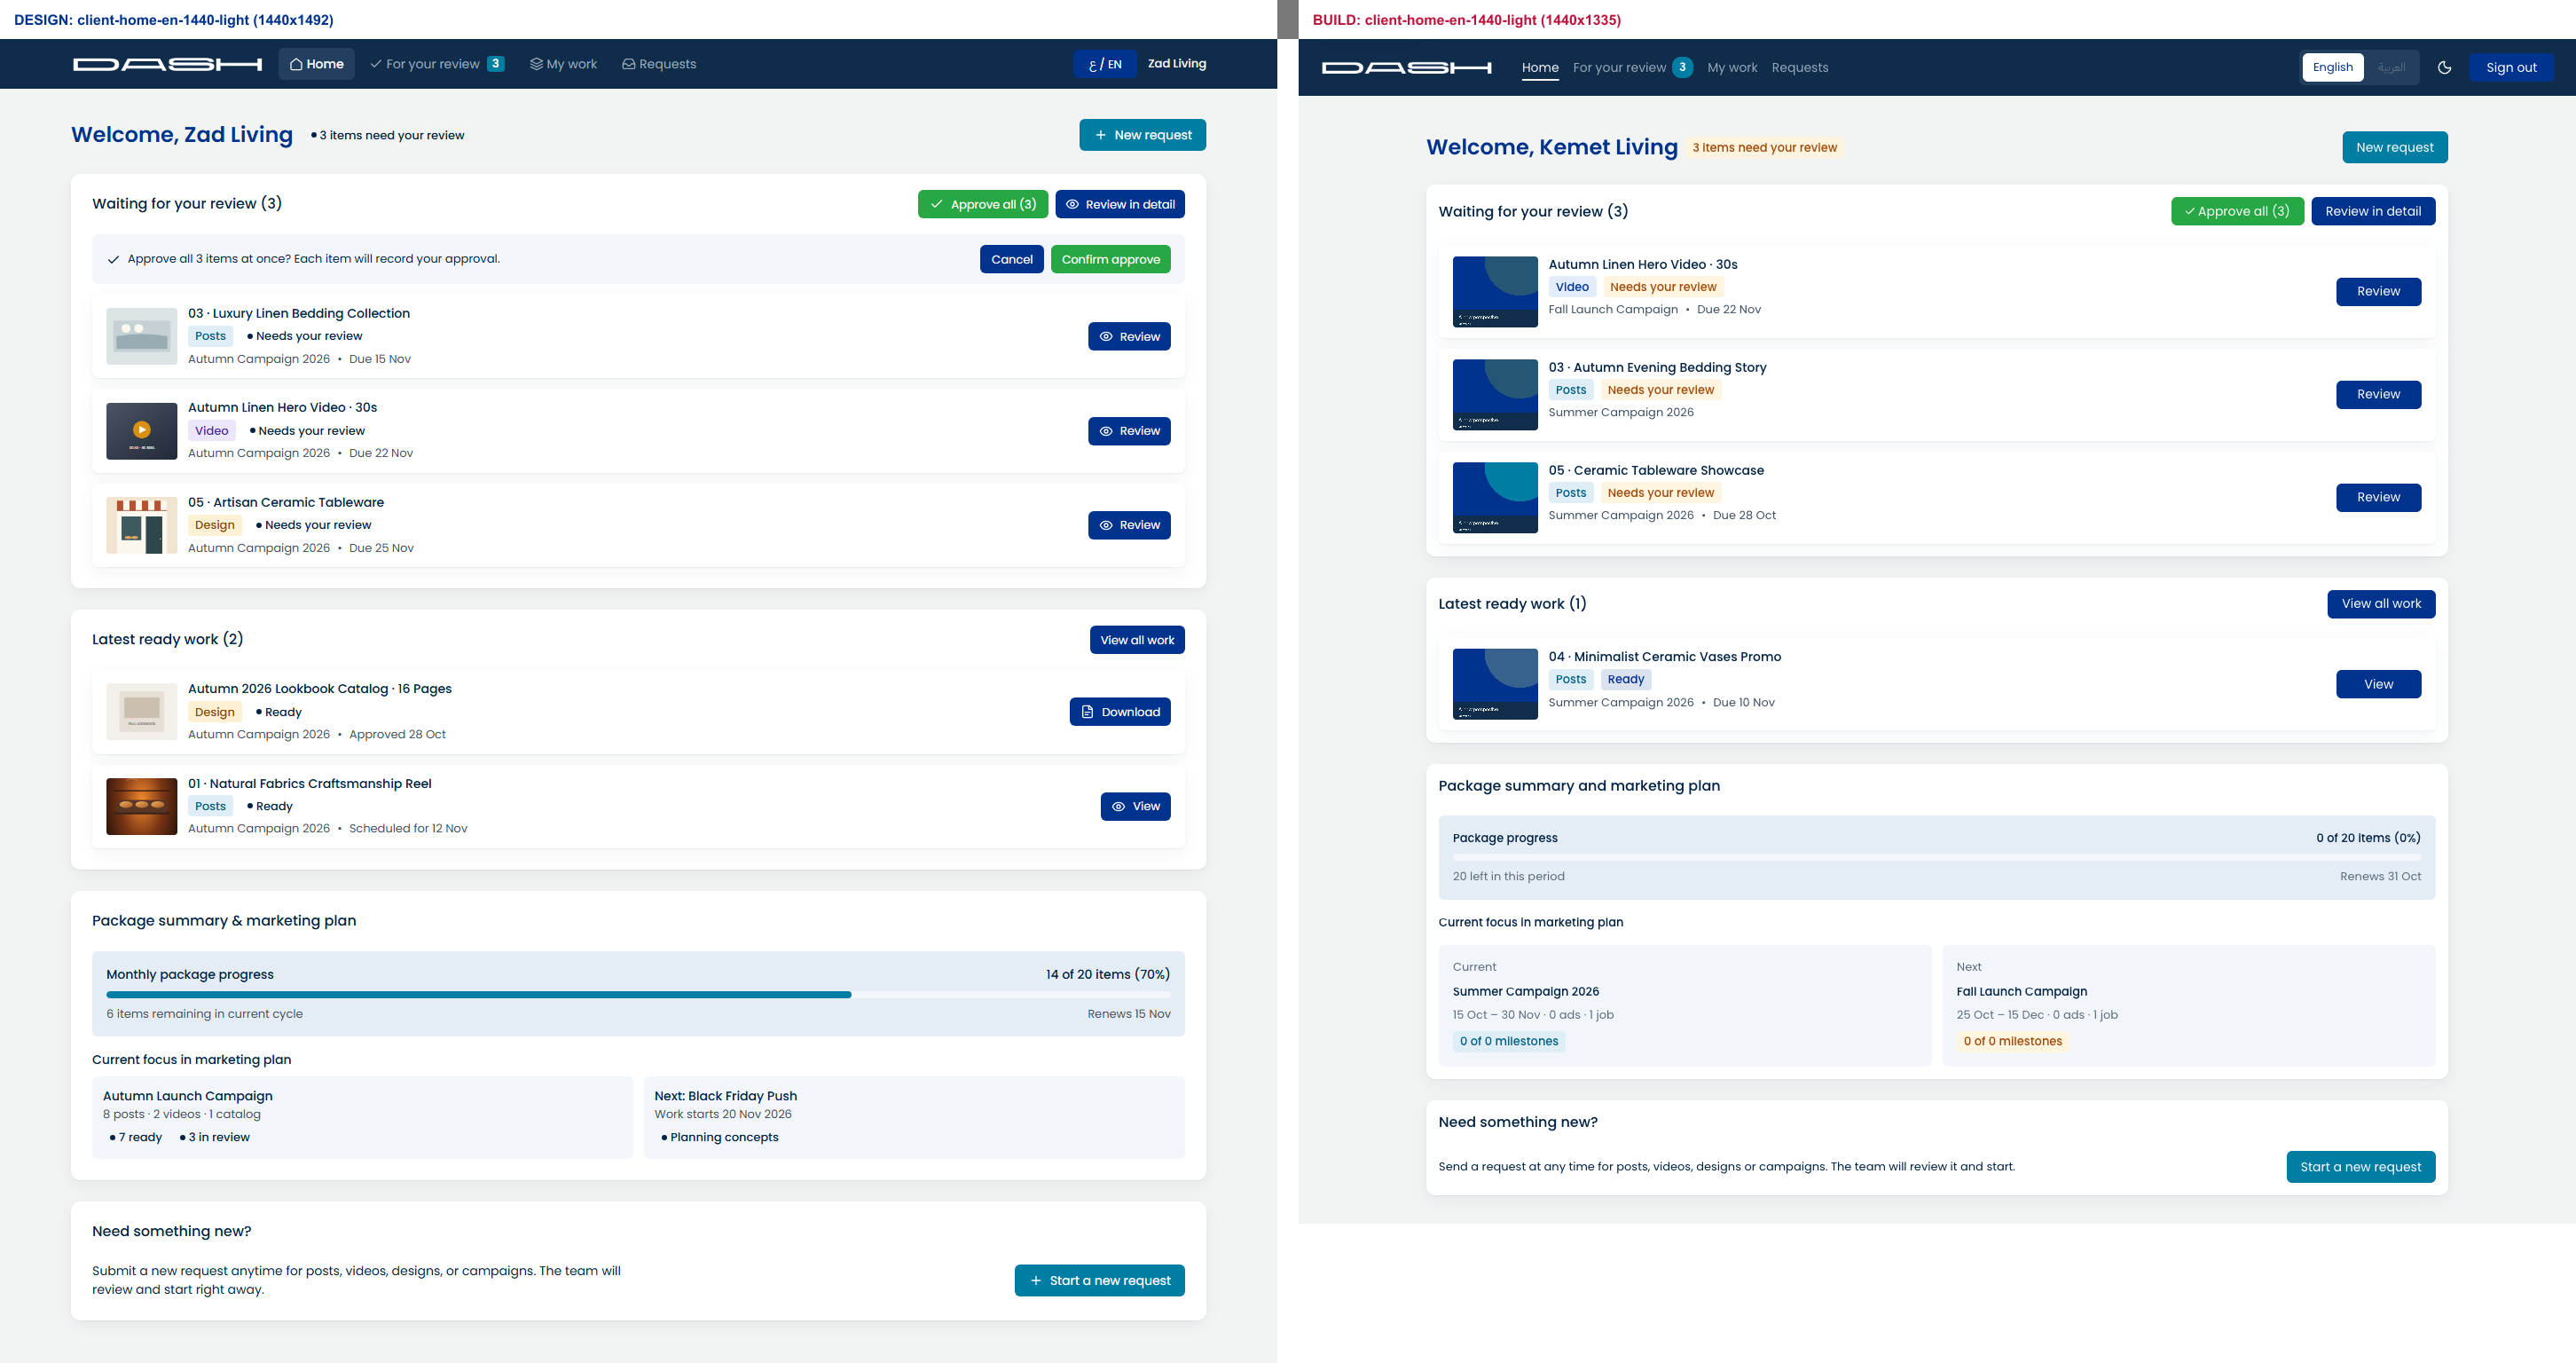 DESIGN: client-home-en-1440-light (1440x1492)
DASH
Home
For your review 3
My work
Requests
ع / EN
Zad Living
Welcome, Zad Living
3 items need your review
New request
Waiting for your review (3)
Approve all (3)
Review in detail
Approve all 3 items at once? Each item will record your approval.
Cancel
Confirm approve
03 · Luxury Linen Bedding Collection
Posts
Needs your review
Autumn Campaign 2026 • Due 15 Nov
Review
Autumn Linen Hero Video · 30s
Video
Needs your review
Autumn Campaign 2026 • Due 22 Nov
Review
05 · Artisan Ceramic Tableware
Design
Needs your review
Autumn Campaign 2026 • Due 25 Nov
Review
Latest ready work (2)
View all work
Autumn 2026 Lookbook Catalog · 16 Pages
Design
Ready
Autumn Campaign 2026 • Approved 28 Oct
Download
01 · Natural Fabrics Craftsmanship Reel
Posts
Ready
Autumn Campaign 2026 • Scheduled for 12 Nov
View
Package summary & marketing plan
Monthly package progress
14 of 20 items (70%)
6 items remaining in current cycle
Renews 15 Nov
Current focus in marketing plan
Autumn Launch Campaign
8 posts · 2 videos · 1 catalog
7 ready
3 in review
Next: Black Friday Push
Work starts 20 Nov 2026
Planning concepts
Need something new?
Submit a new request anytime for posts, videos, designs, or campaigns. The team will
review and start right away.
Start a new request
BUILD: client-home-en-1440-light (1440x1335)
DASH
Home
For your review 3
My work
Requests
English
العربية
Sign out
Welcome, Kemet Living
3 items need your review
New request
Waiting for your review (3)
Approve all (3)
Review in detail
Autumn Linen Hero Video · 30s
Video
Needs your review
Fall Launch Campaign • Due 22 Nov
Review
03 · Autumn Evening Bedding Story
Posts
Needs your review
Summer Campaign 2026
Review
05 · Ceramic Tableware Showcase
Posts
Needs your review
Summer Campaign 2026 • Due 28 Oct
Review
Latest ready work (1)
View all work
04 · Minimalist Ceramic Vases Promo
Posts
Ready
Summer Campaign 2026 • Due 10 Nov
View
Package summary and marketing plan
Package progress
0 of 20 items (0%)
20 left in this period
Renews 31 Oct
Current focus in marketing plan
Current
Summer Campaign 2026
15 Oct – 30 Nov · 0 ads · 1 job
0 of 0 milestones
Next
Fall Launch Campaign
25 Oct – 15 Dec · 0 ads · 1 job
0 of 0 milestones
Need something new?
Send a request at any time for posts, videos, designs or campaigns. The team will review it and start.
Start a new request